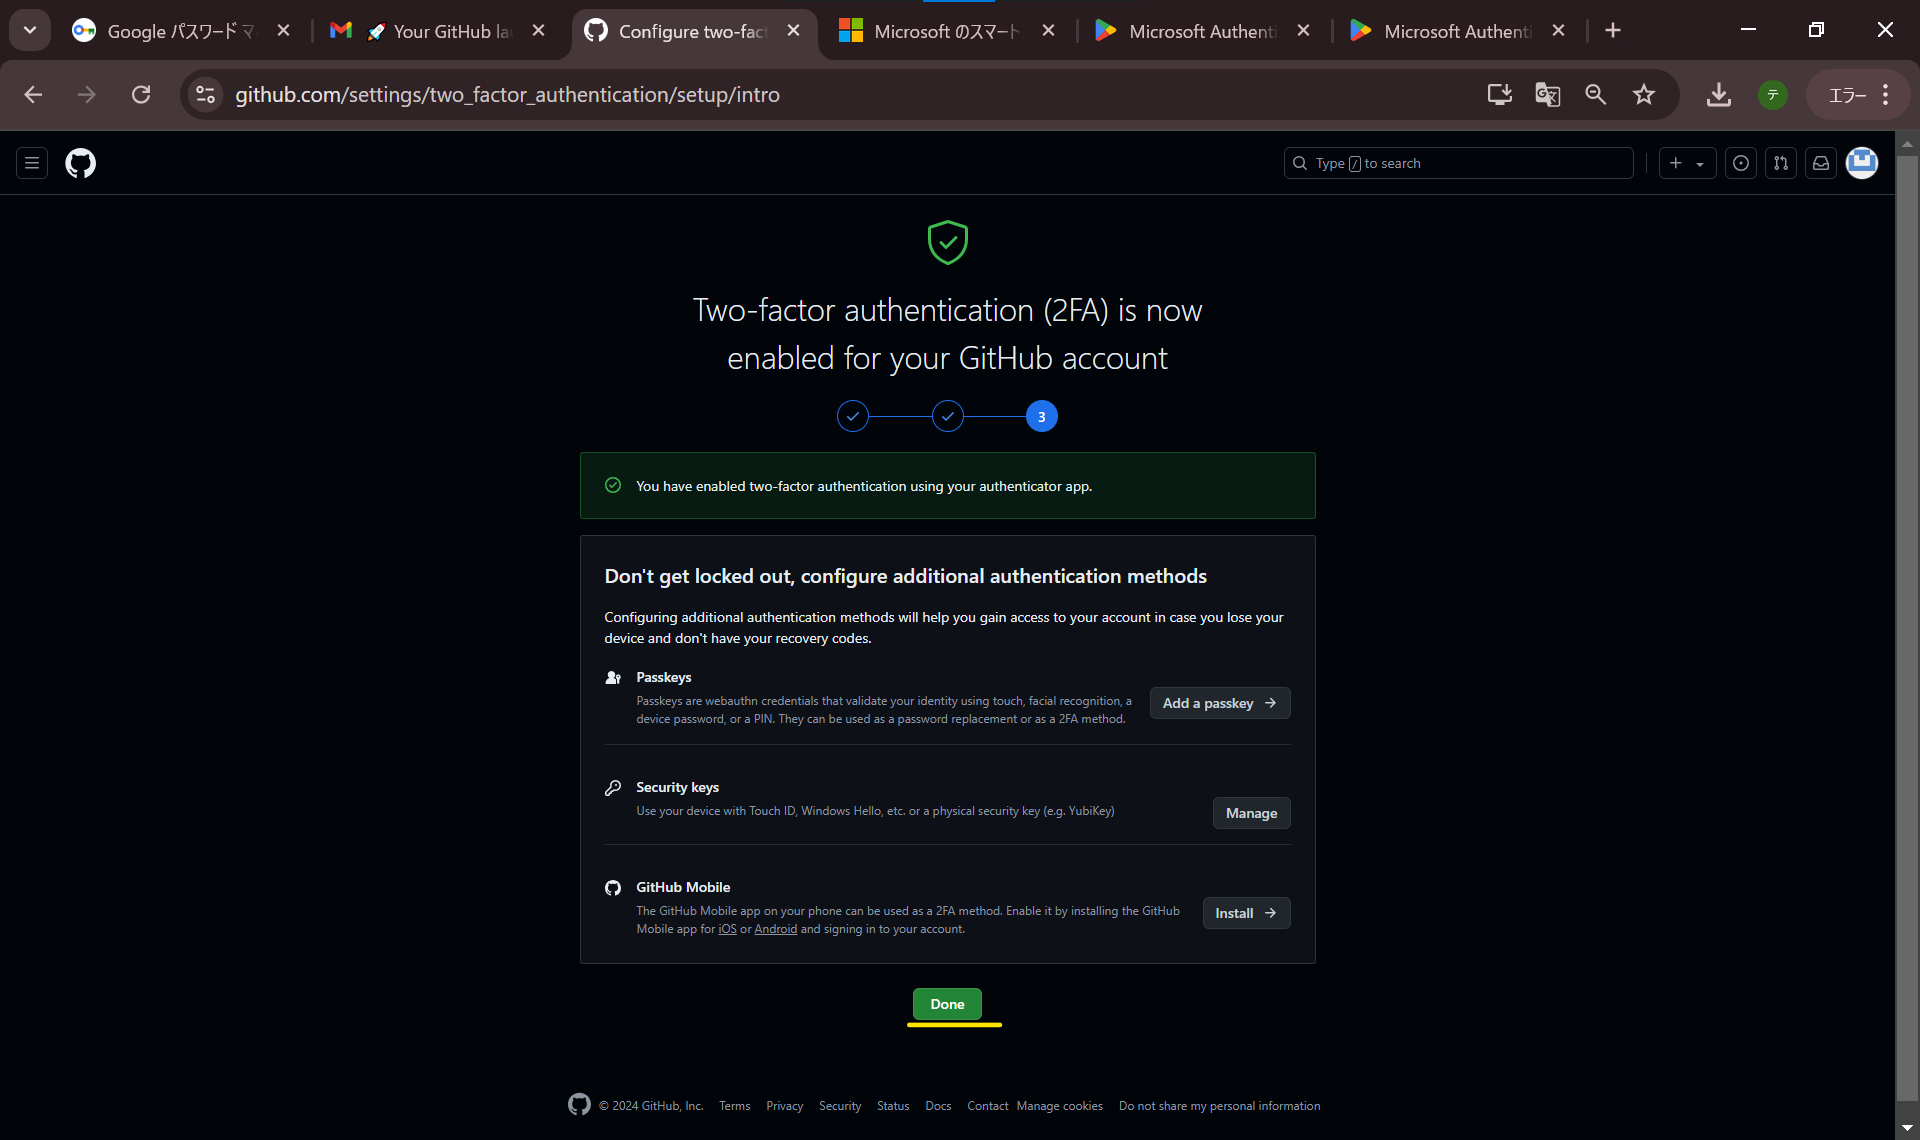 Google パスワード マ
Your GitHub la
Configure two-fact
Microsoft のスマート
Microsoft Authenti
Microsoft Authenti
github.com/settings/two_factor_authentication/setup/intro
テ
エラー
Type / to search
Two-factor authentication (2FA) is now
enabled for your GitHub account
3
You have enabled two-factor authentication using your authenticator app.
Don't get locked out, configure additional authentication methods
Configuring additional authentication methods will help you gain access to your account in case you lose your
device and don't have your recovery codes.
Passkeys
Passkeys are webauthn credentials that validate your identity using touch, facial recognition, a
device password, or a PIN. They can be used as a password replacement or as a 2FA method.
Add a passkey
Security keys
Use your device with Touch ID, Windows Hello, etc. or a physical security key (e.g. YubiKey)
Manage
GitHub Mobile
The GitHub Mobile app on your phone can be used as a 2FA method. Enable it by installing the GitHub
Mobile app for iOS or Android and signing in to your account.
Install
Done
© 2024 GitHub, Inc. Terms Privacy Security Status Docs Contact Manage cookies Do not share my personal information